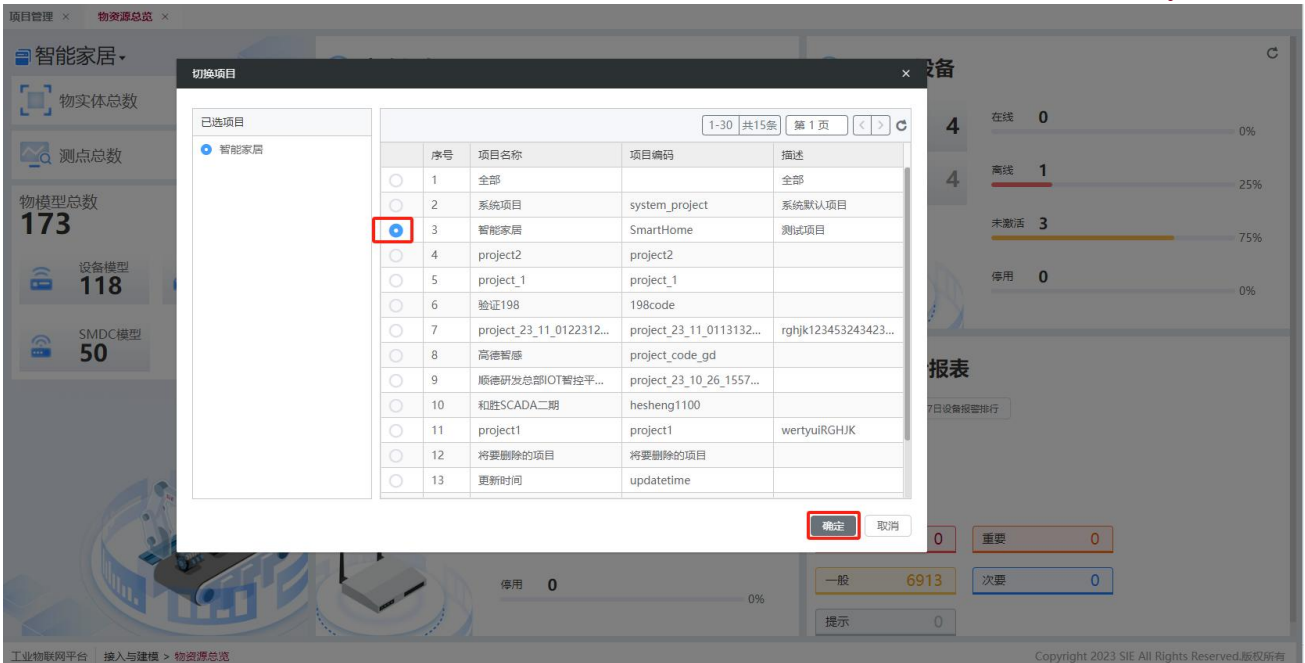 项目管理 × 物资源总览 ×
智能家居
物实体总数
测点总数
物模型总数
173
设备模型
118
SMDC模型
50
切换项目 ×
已选项目
智能家居
1-30 共15条 第 1 页 < >
序号 项目名称 项目编码 描述
1 全部 全部
2 系统项目 system_project 系统默认项目
3 智能家居 SmartHome 测试项目
4 project2 project2
5 project_1 project_1
6 验证198 198code
7 project_23_11_0122312... project_23_11_0113132... rghjk123453243423...
8 高德智感 project_code_gd
9 顺德研发总部IOT智控平... project_23_10_26_1557...
10 和胜SCADA二期 hesheng1100
11 project1 project1 wertyuiRGHJK
12 将要删除的项目 将要删除的项目
13 更新时间 updatetime
确定 取消
设备
4
在线 0
0%
4
离线 1
25%
未激活 3
75%
停用 0
0%
报表
7日设备报警排行
0 重要 0
一般 6913 次要 0
提示 0
停用 0
0%
工业物联网平台 接入与建模 > 物资源总览
Copyright 2023 SIE All Rights Reserved.版权所有